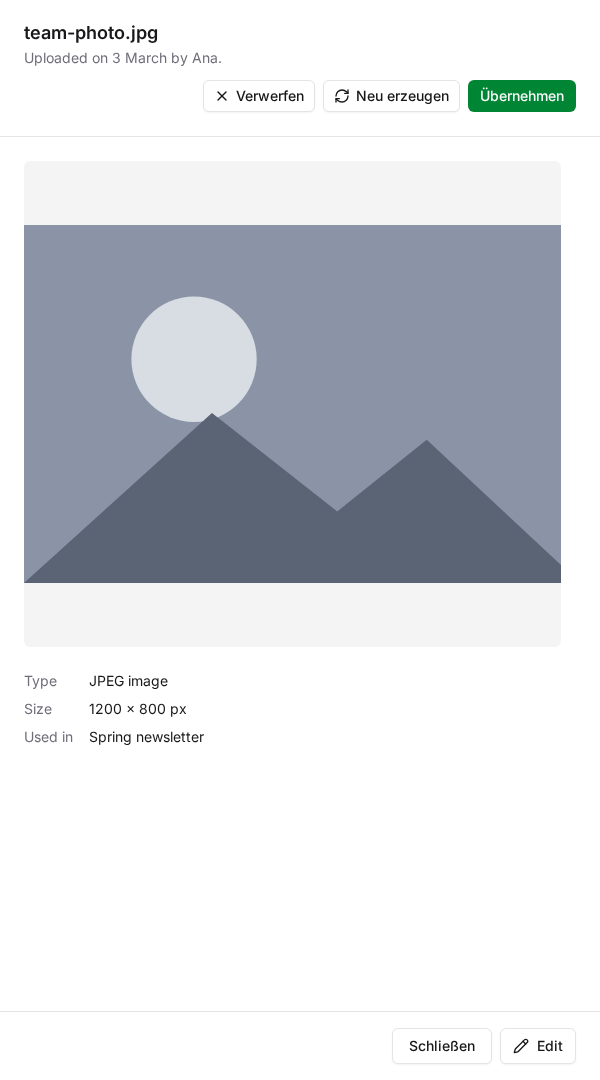 team-photo.jpg
Uploaded on 3 March by Ana.
Verwerfen
Neu erzeugen
Übernehmen
Type JPEG image
Size 1200 × 800 px
Used in Spring newsletter
Schließen
Edit